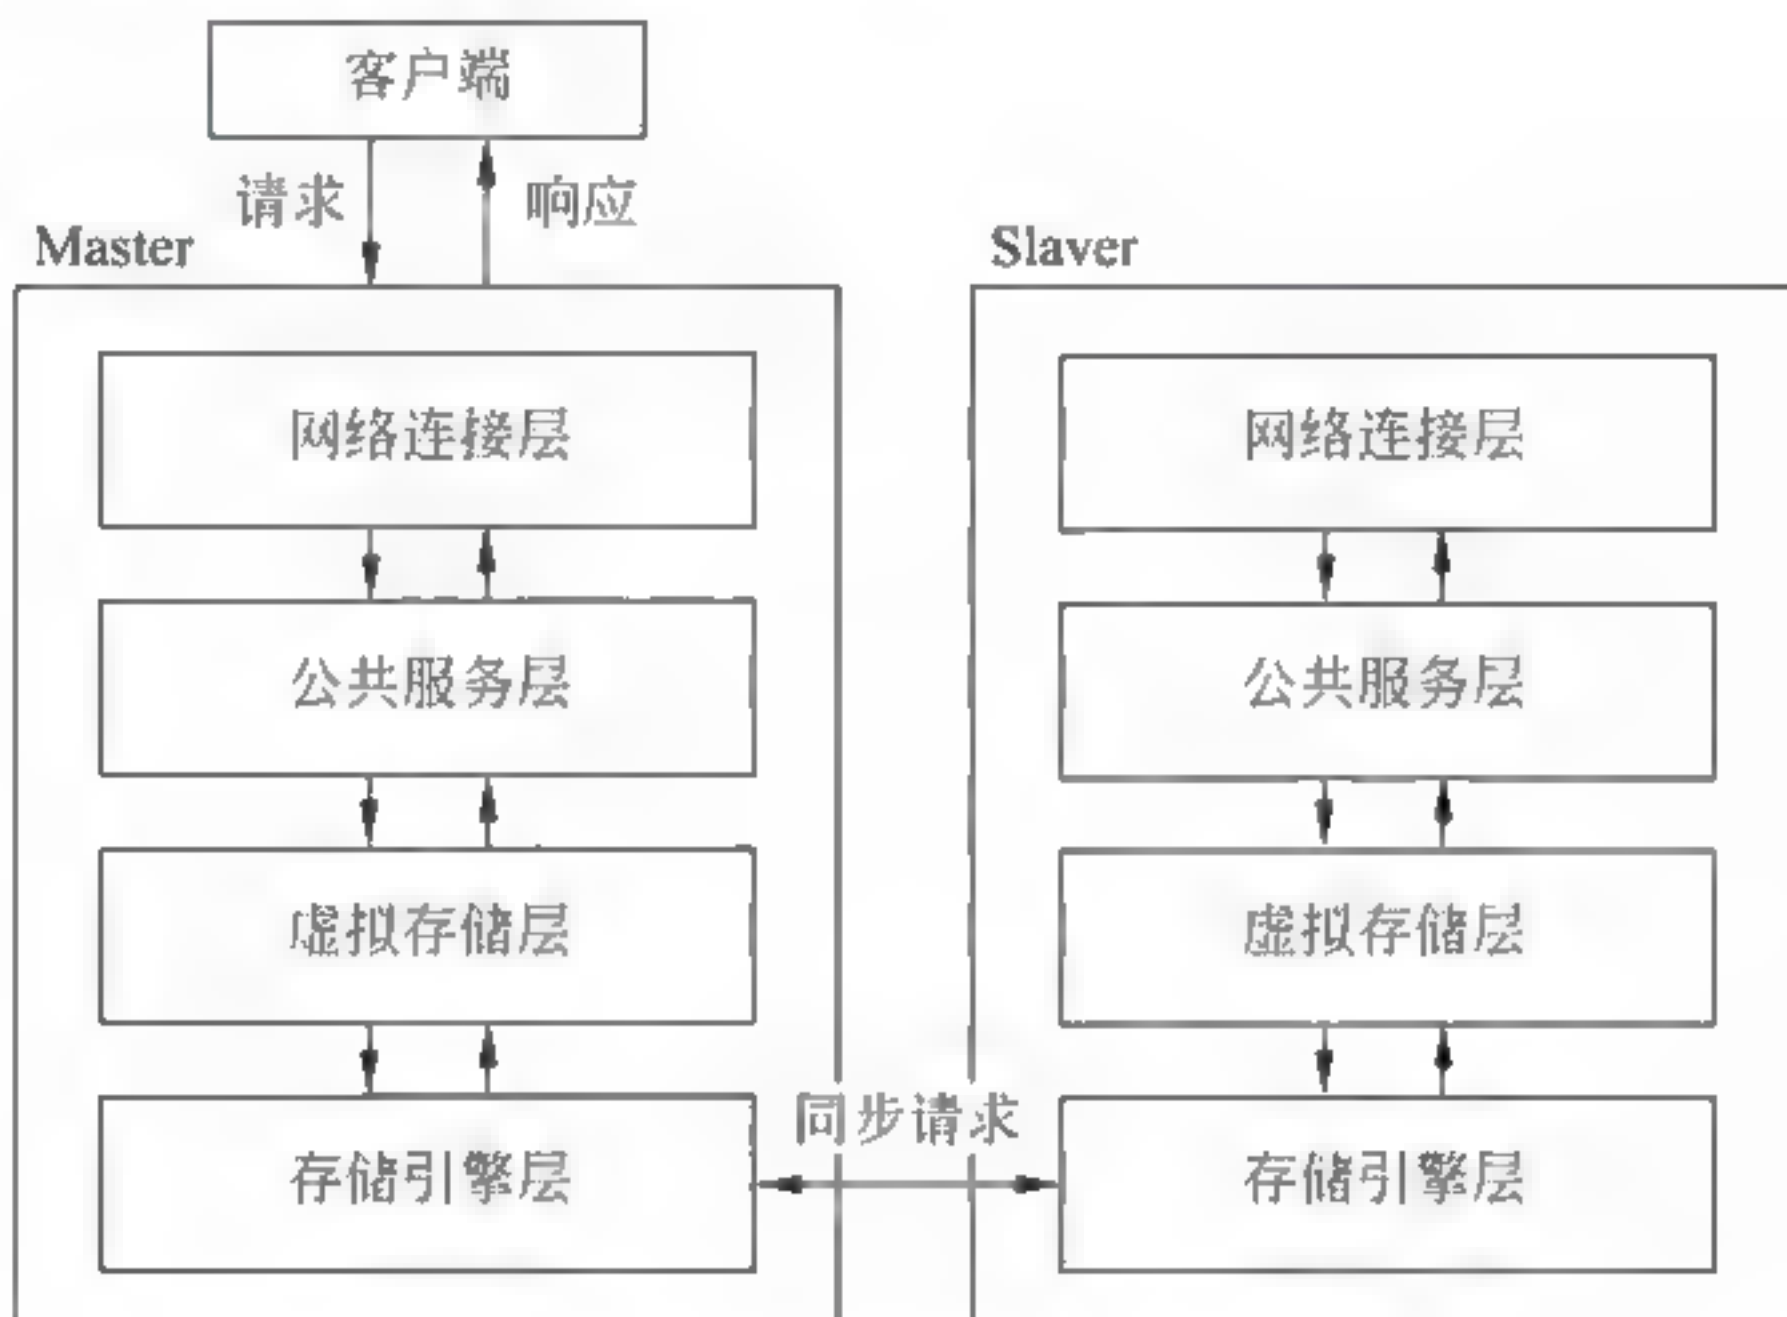 客户端
请求
响应
Master
Slaver
网络连接层
网络连接层
公共服务层
公共服务层
虚拟存储层
虚拟存储层
同步请求
存储引擎层
存储引擎层